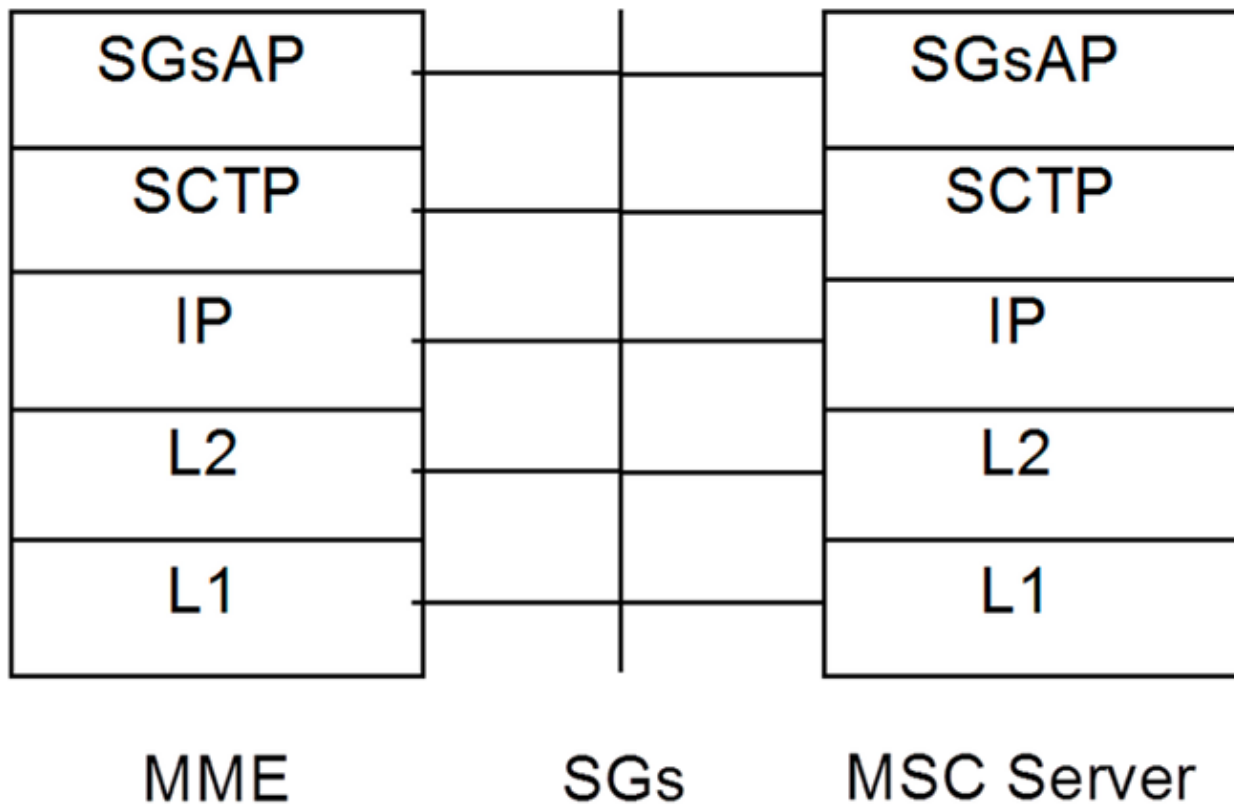 SGsAP SGsAP
SCTP SCTP
IP IP
L2 L2
L1 L1
MME SGs MSC Server